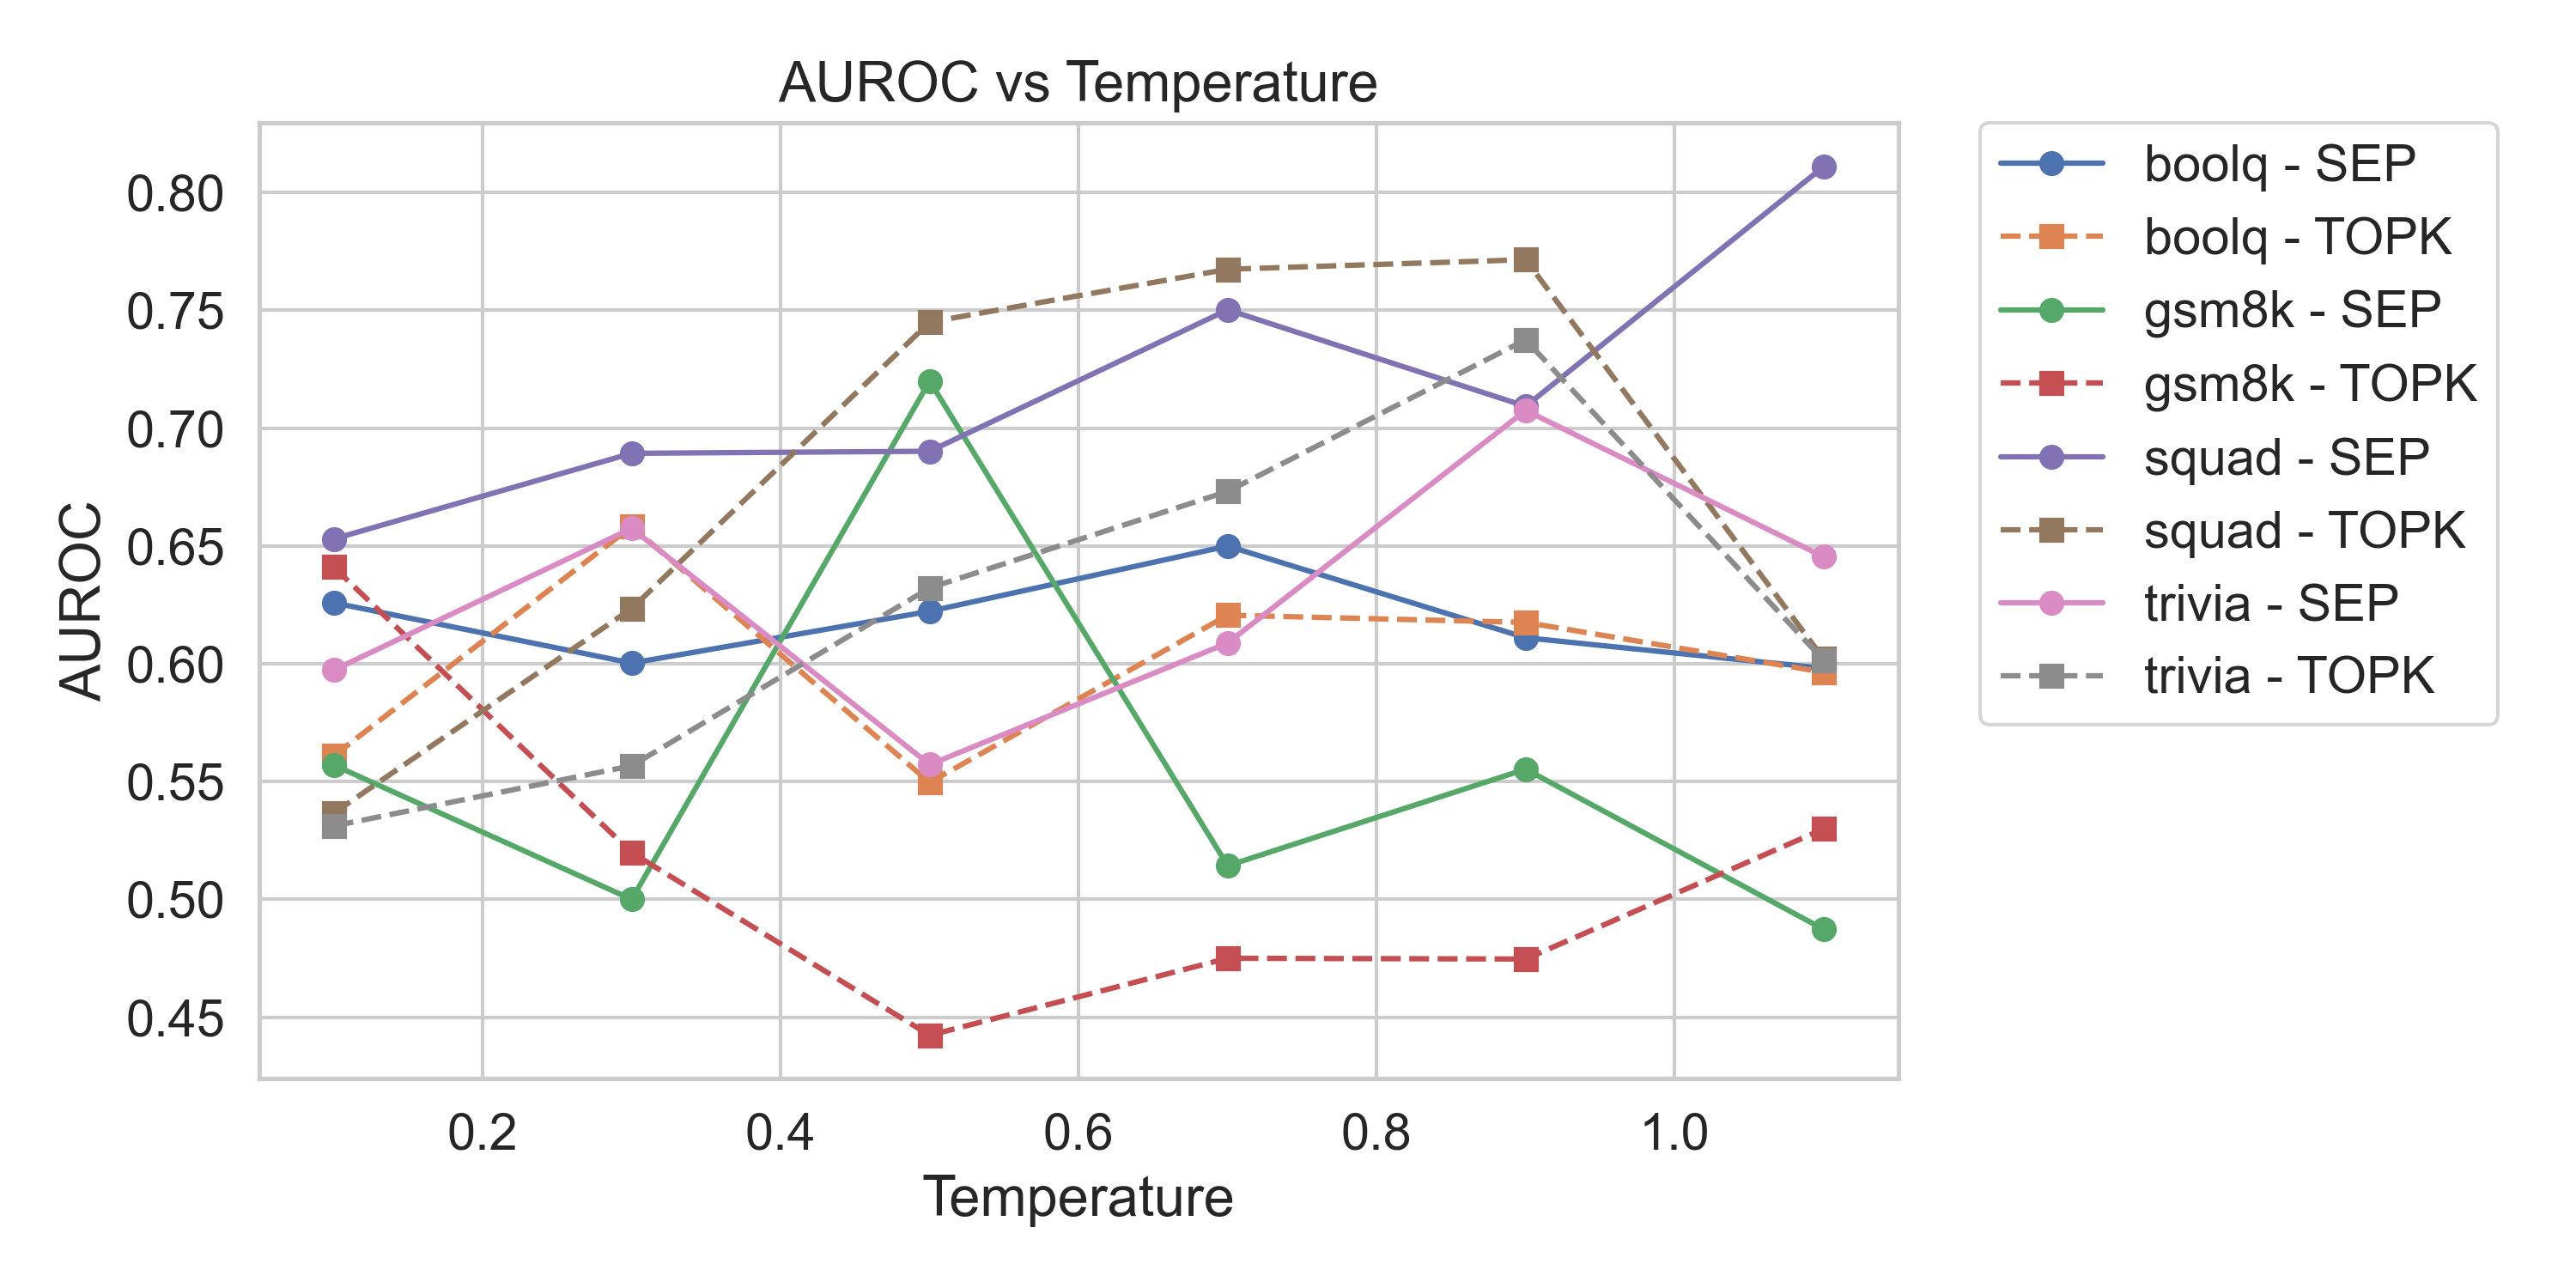 AUROC vs Temperature
AUROC
0.80
0.75
0.70
0.65
0.60
0.55
0.50
0.45
0.2 0.4 0.6 0.8 1.0
Temperature
boolq - SEP
boolq - TOPK
gsm8k - SEP
gsm8k - TOPK
squad - SEP
squad - TOPK
trivia - SEP
trivia - TOPK